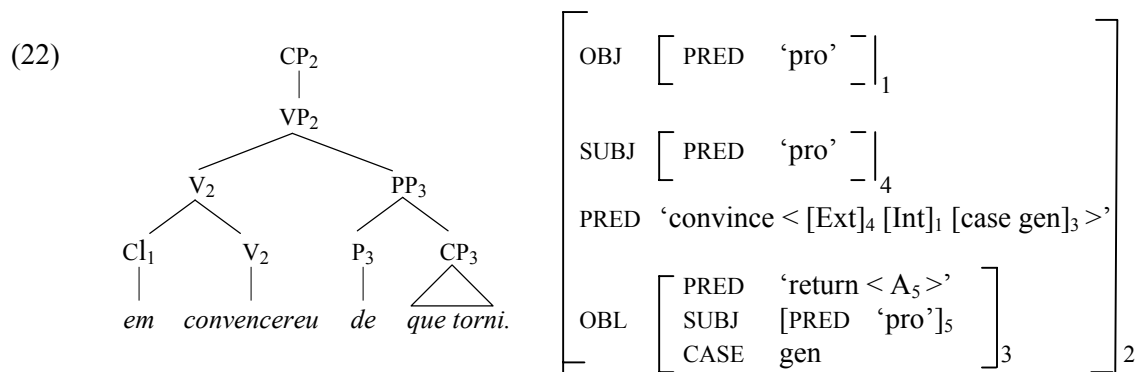 (22)
CP2
VP2
V2 PP3
Cl1 V2 P3 CP3
em convencereu de que torni.
OBJ [ PRED ‘pro’ ]1
SUBJ [ PRED ‘pro’ ]4
PRED ‘convince < [Ext]4 [Int]1 [case gen]3 >’
OBL [ PRED ‘return < A5 >’
SUBJ [PRED ‘pro’]5
CASE gen ]3
2